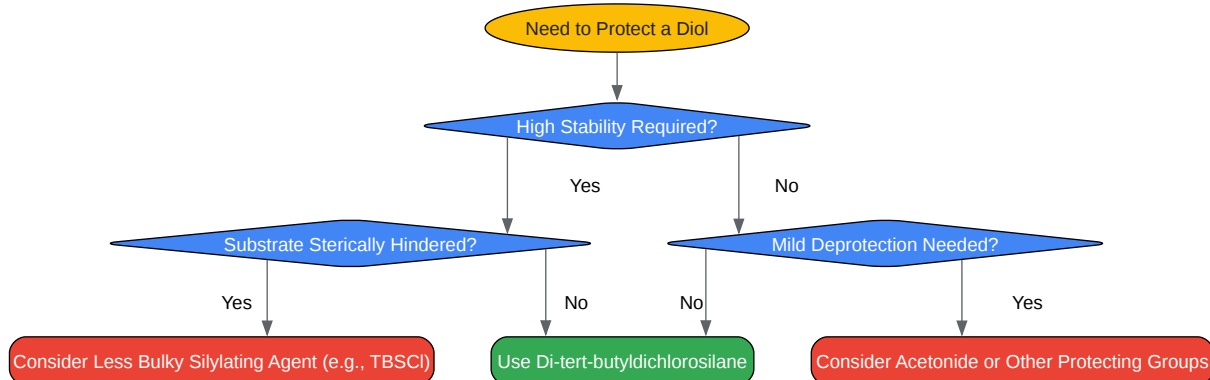 Need to Protect a Diol
High Stability Required?
Yes
No
Substrate Sterically Hindered?
Mild Deprotection Needed?
Yes
No
No
Yes
Consider Less Bulky Silylating Agent (e.g., TBSCl)
Use Di-tert-butyldichlorosilane
Consider Acetonide or Other Protecting Groups